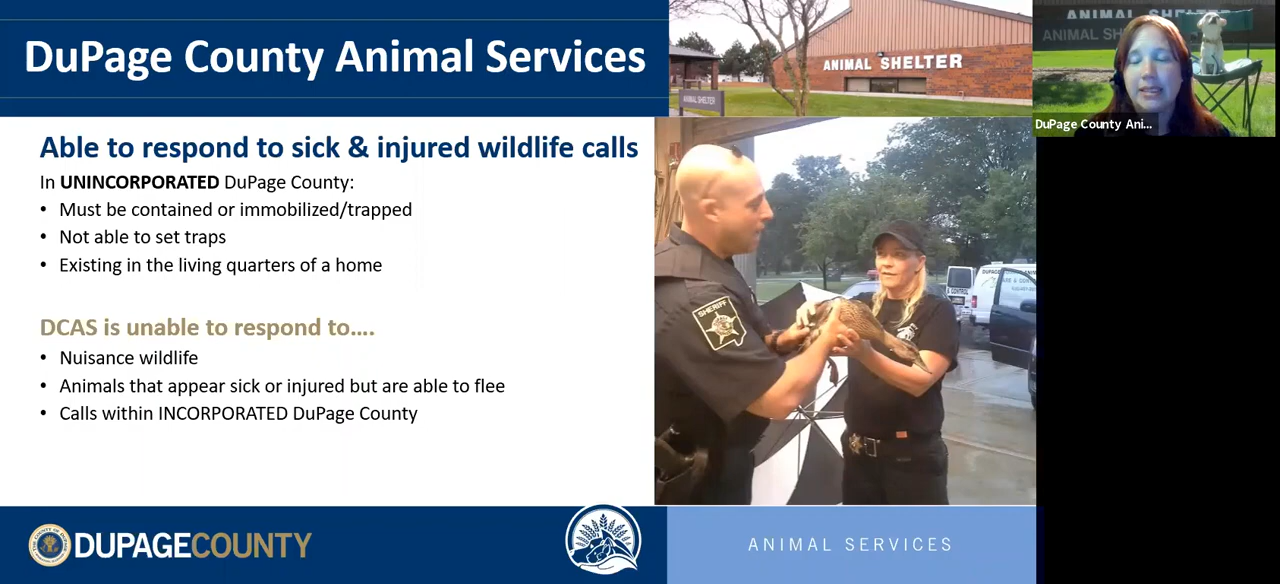 DuPage County Animal Services
ANIMAL SHELTER
ANIMAL SHELTER
ANIMAL SHELTER
DuPage County Ani...
Able to respond to sick & injured wildlife calls
In UNINCORPORATED DuPage County:
• Must be contained or immobilized/trapped
• Not able to set traps
• Existing in the living quarters of a home
DCAS is unable to respond to....
• Nuisance wildlife
• Animals that appear sick or injured but are able to flee
• Calls within INCORPORATED DuPage County
SHERIFF
DUPAGECOUNTY
ANIMAL SERVICES